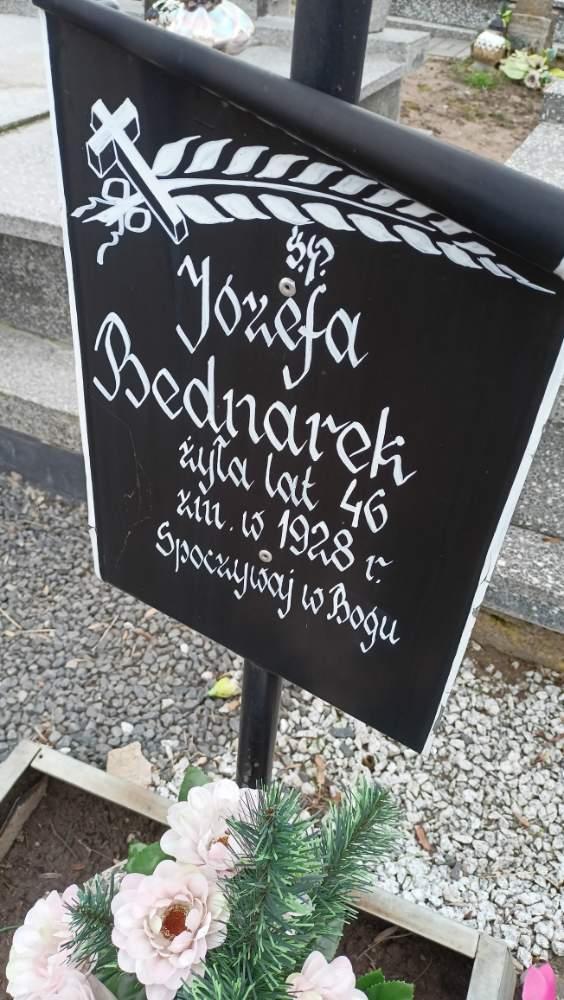 Ś.P.
Józefa
Bednarek
żyła lat 46
zm. w 1928 r.
Spoczywaj w Bogu